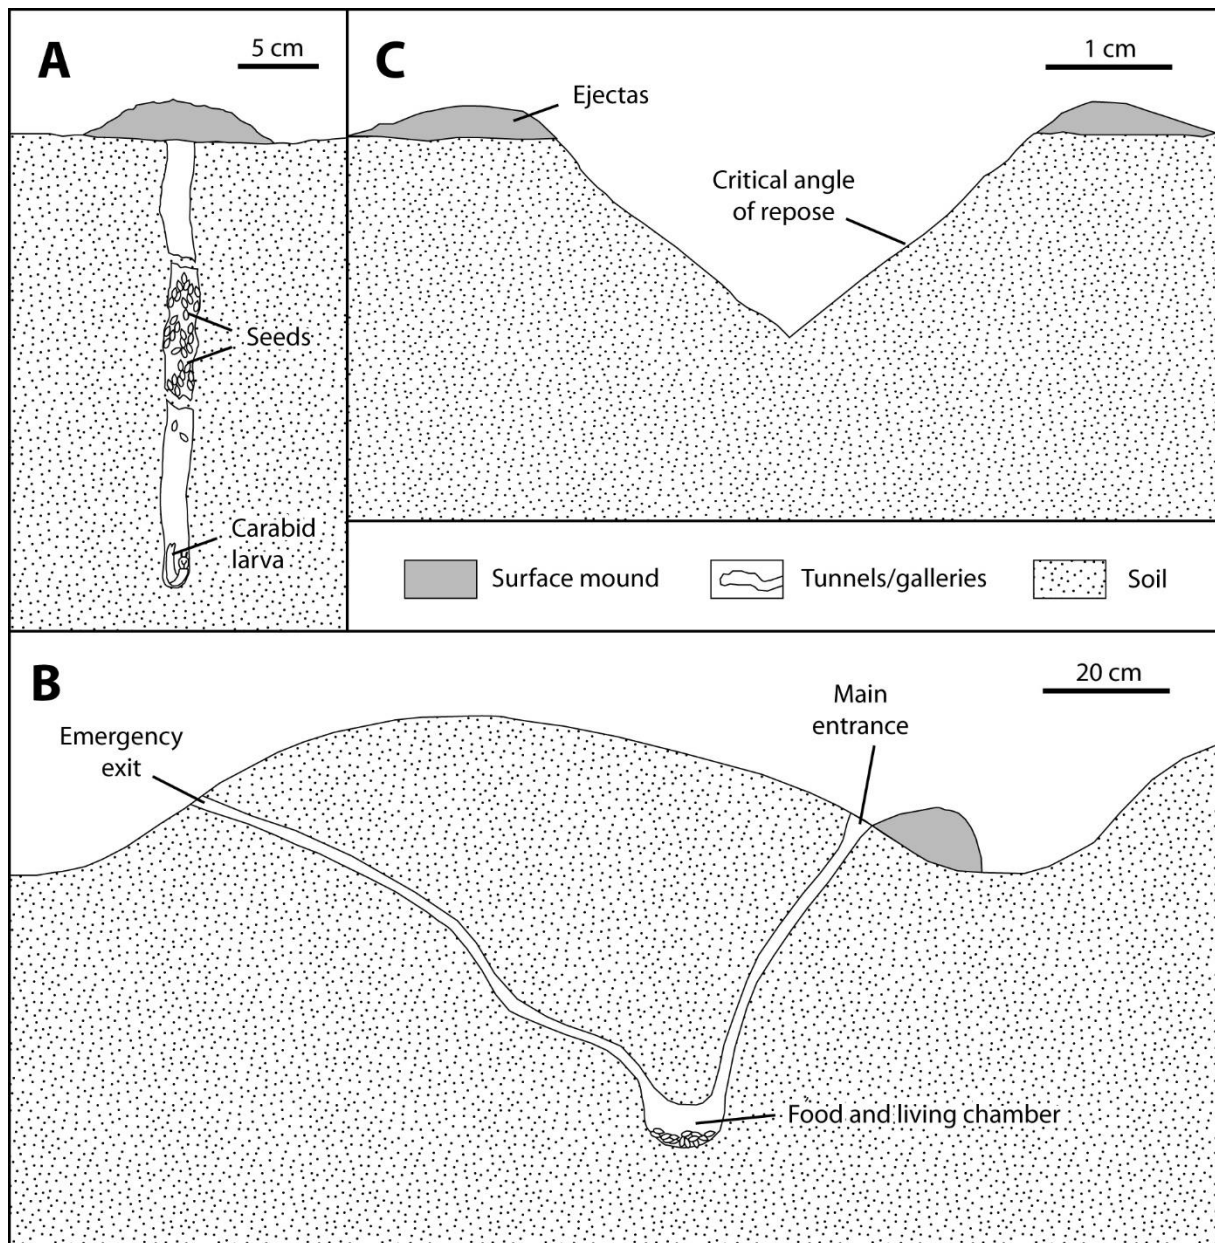 A
5 cm
Seeds
Carabid
larva
C
1 cm
Ejectas
Critical angle
of repose
Surface mound
Tunnels/galleries
Soil
B
20 cm
Main
entrance
Emergency
exit
Food and living chamber